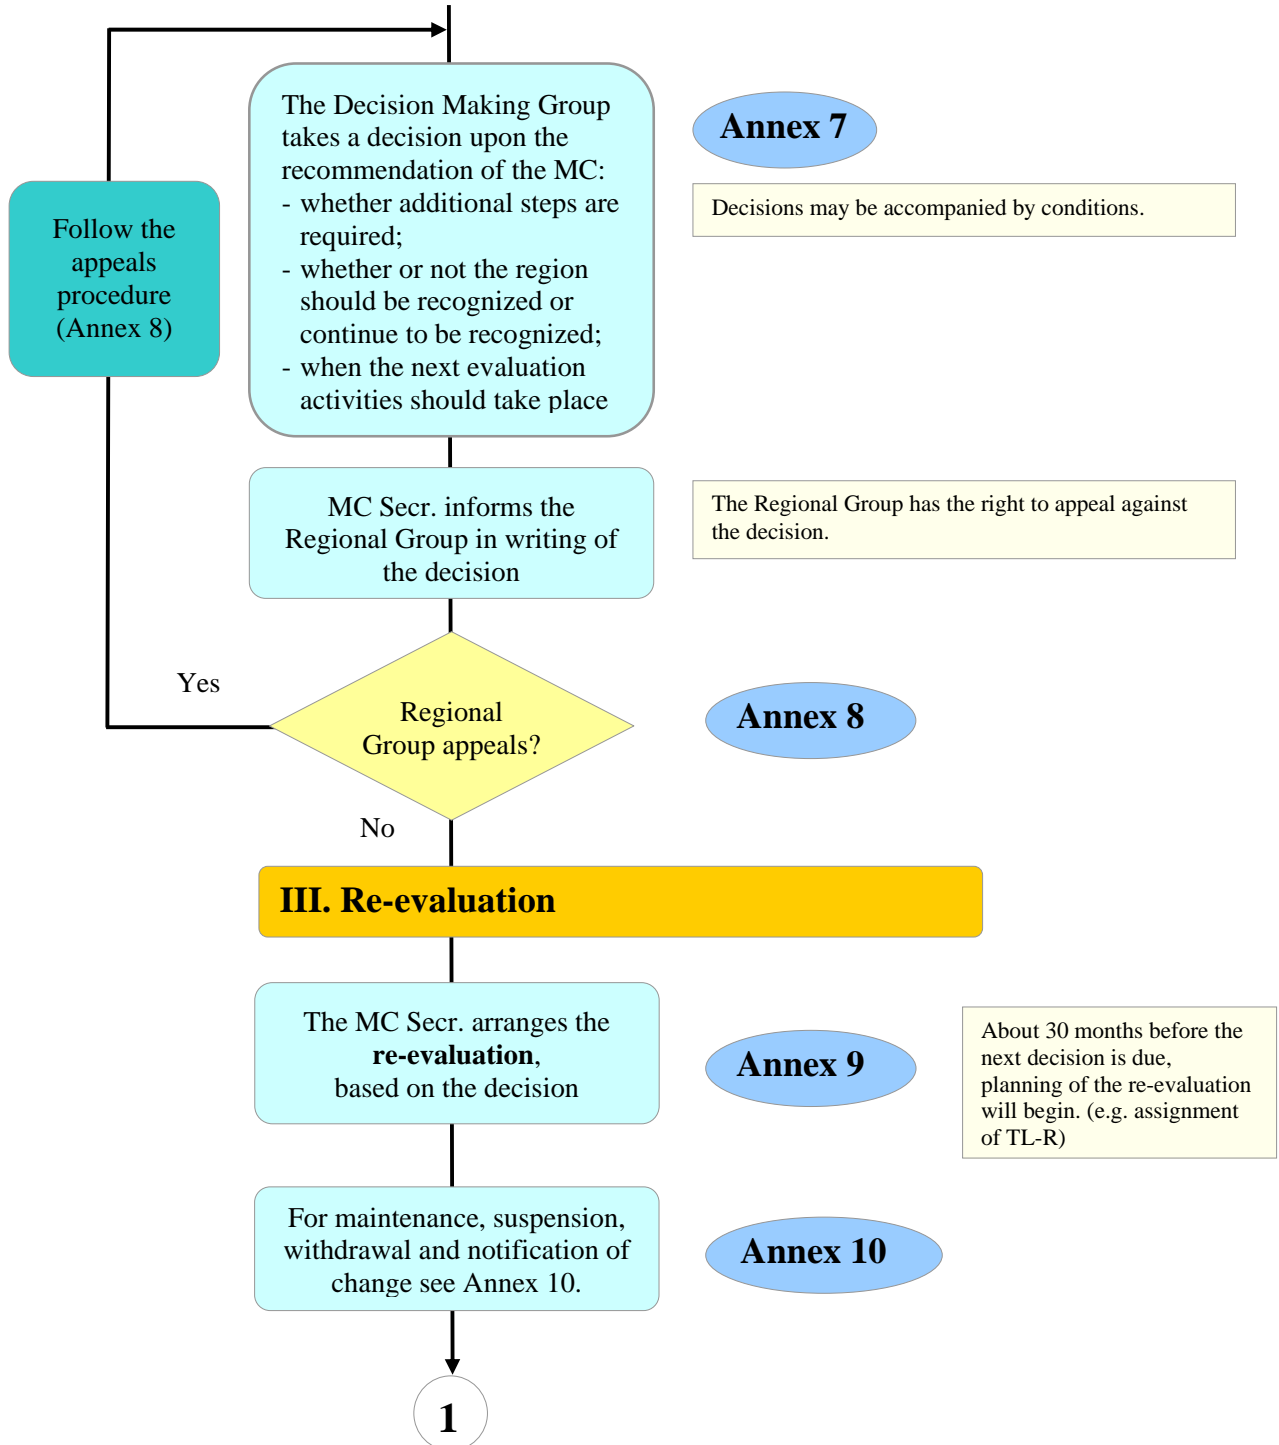 The Decision Making Group
takes a decision upon the
recommendation of the MC:
- whether additional steps are
required;
- whether or not the region
should be recognized or
continue to be recognized;
- when the next evaluation
activities should take place
Annex 7
Decisions may be accompanied by conditions.
Follow the
appeals
procedure
(Annex 8)
MC Secr. informs the
Regional Group in writing of
the decision
The Regional Group has the right to appeal against
the decision.
Yes
Regional
Group appeals?
Annex 8
No
III. Re-evaluation
The MC Secr. arranges the
re-evaluation,
based on the decision
Annex 9
About 30 months before the
next decision is due,
planning of the re-evaluation
will begin. (e.g. assignment
of TL-R)
For maintenance, suspension,
withdrawal and notification of
change see Annex 10.
Annex 10
1